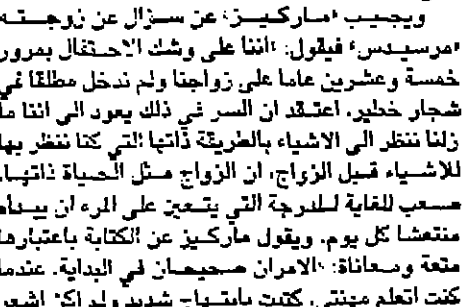 ويجيب «ماركيز» عن سؤال عن زوجته
«مرسيدس» فيقول: «اننا على وشك الاحتفال بمرور
خمسة وعشرين عاما على زواجنا ولم ندخل مطلقا في
شجار خطير. اعتقد ان السر في ذلك يعود الى اننا ما
زلنا ننظر الى الاشياء بالطريقة ذاتها التي كنا ننظر بها
للاشياء قبل الزواج، ان الزواج مثل الحياة ذاتها،
صعب للغاية للدرجة التي يتعين على المرء ان يبدأه
منتعشا كل يوم. ويقول ماركيز عن الكتابة باعتبارها
متعة ومعاناة: «الامران صحيحان في البداية. عندما
كنت اتعلم مهنتي كتبت بابتهاج شديد ولم اكن اشعر